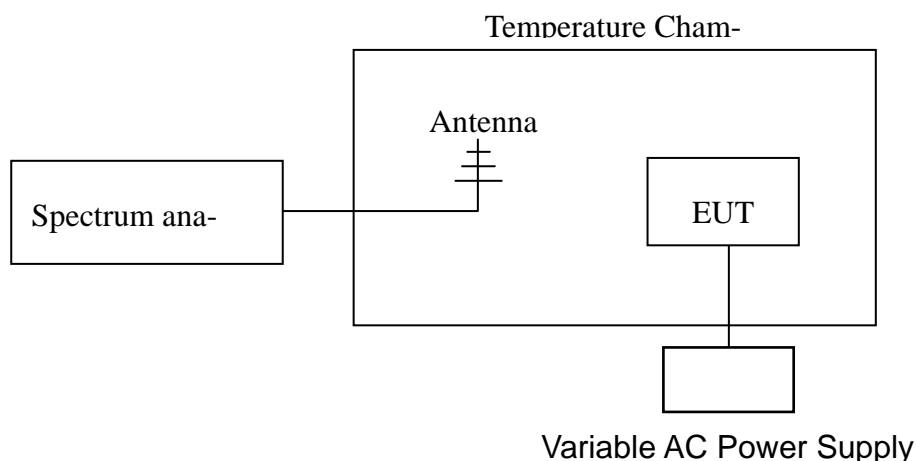 Temperature Cham-
Antenna
Spectrum ana-
EUT
Variable AC Power Supply